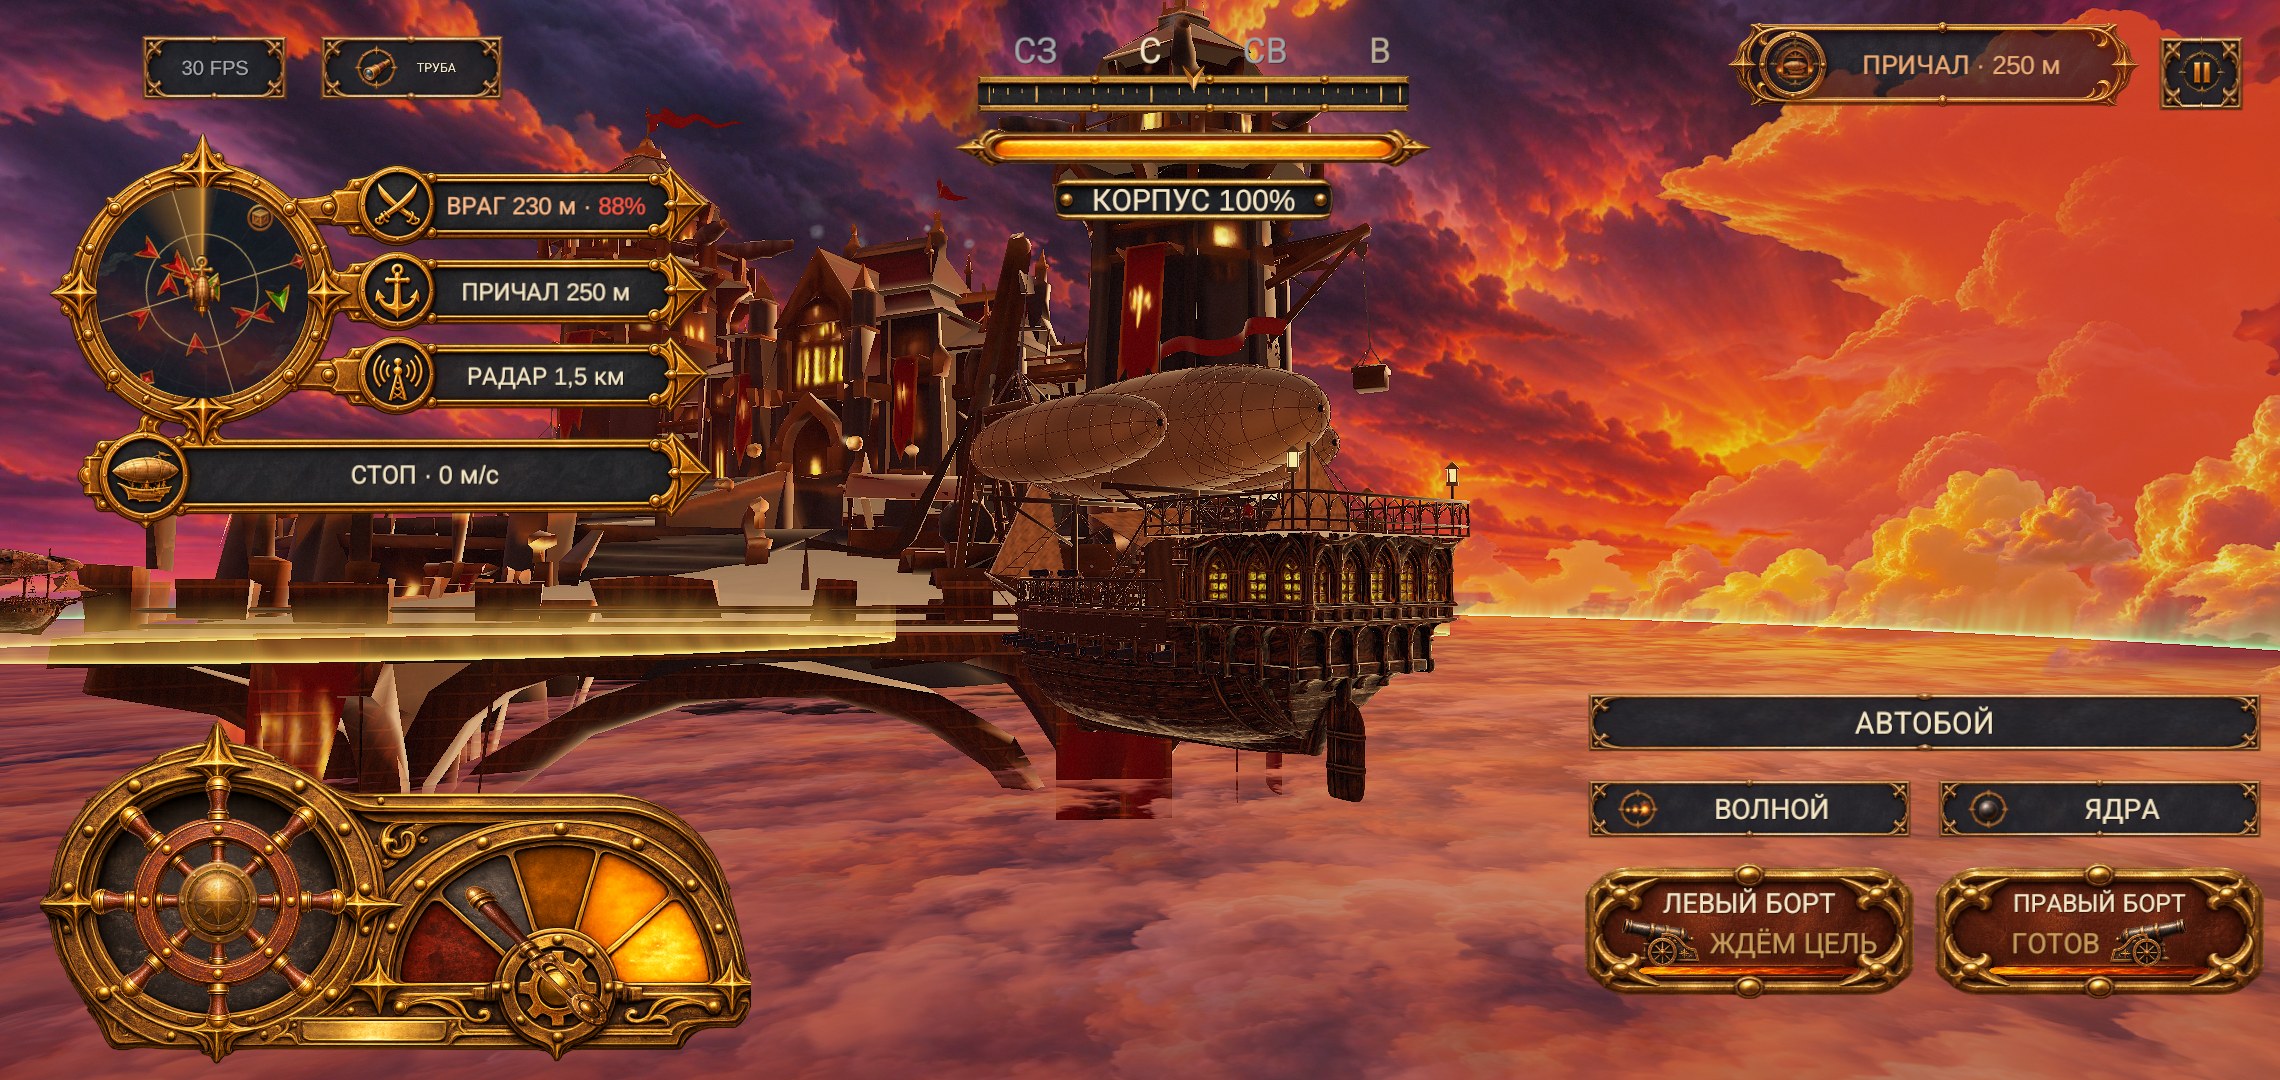 30 FPS
ТРУБА
СЗ С СВ В
ПРИЧАЛ · 250 м
КОРПУС 100%
ВРАГ 230 м · 88%
ПРИЧАЛ 250 м
РАДАР 1,5 км
СТОП · 0 м/с
АВТОБОЙ
ВОЛНОЙ
ЯДРА
ЛЕВЫЙ БОРТ
ЖДЁМ ЦЕЛЬ
ПРАВЫЙ БОРТ
ГОТОВ